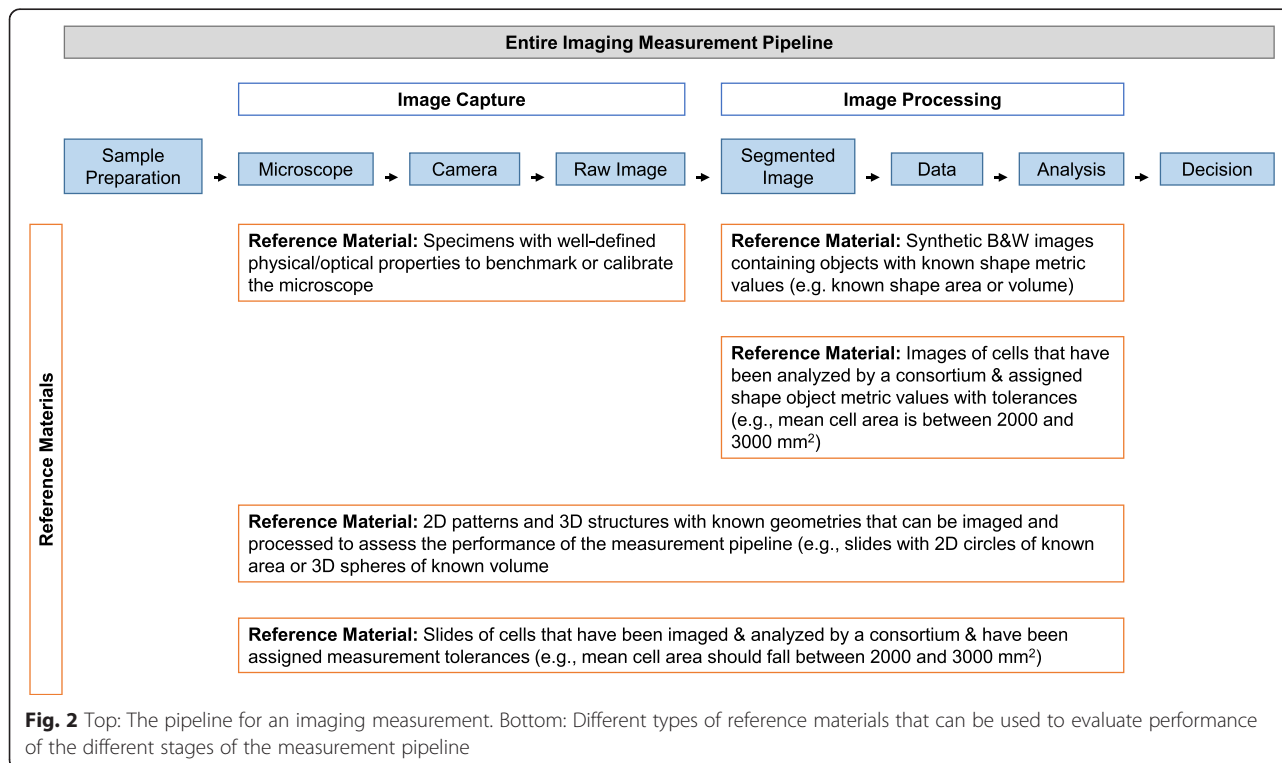 Entire Imaging Measurement Pipeline
Image Capture
Image Processing
Sample
Preparation
Microscope
Camera
Raw Image
Segmented
Image
Data
Analysis
Decision
Reference Materials
Reference Material: Specimens with well-defined
physical/optical properties to benchmark or calibrate
the microscope
Reference Material: Synthetic B&W images
containing objects with known shape metric
values (e.g. known shape area or volume)
Reference Material: Images of cells that have
been analyzed by a consortium & assigned
shape object metric values with tolerances
(e.g., mean cell area is between 2000 and
3000 mm²)
Reference Material: 2D patterns and 3D structures with known geometries that can be imaged and
processed to assess the performance of the measurement pipeline (e.g., slides with 2D circles of known
area or 3D spheres of known volume
Reference Material: Slides of cells that have been imaged & analyzed by a consortium & have been
assigned measurement tolerances (e.g., mean cell area should fall between 2000 and 3000 mm²)
Fig. 2 Top: The pipeline for an imaging measurement. Bottom: Different types of reference materials that can be used to evaluate performance
of the different stages of the measurement pipeline